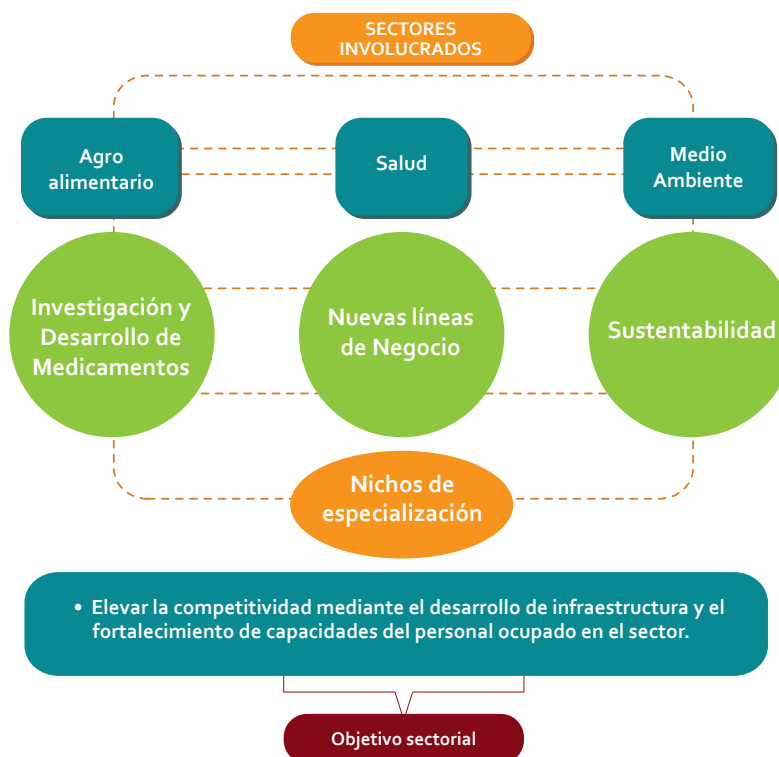 SECTORES
INVOLUCRADOS
Agro
alimentario
Salud
Medio
Ambiente
Investigación y
Desarrollo de
Medicamentos
Nuevas líneas
de Negocio
Sustentabilidad
Nichos de
especialización
• Elevar la competitividad mediante el desarrollo de infraestructura y el
fortalecimiento de capacidades del personal ocupado en el sector.
Objetivo sectorial